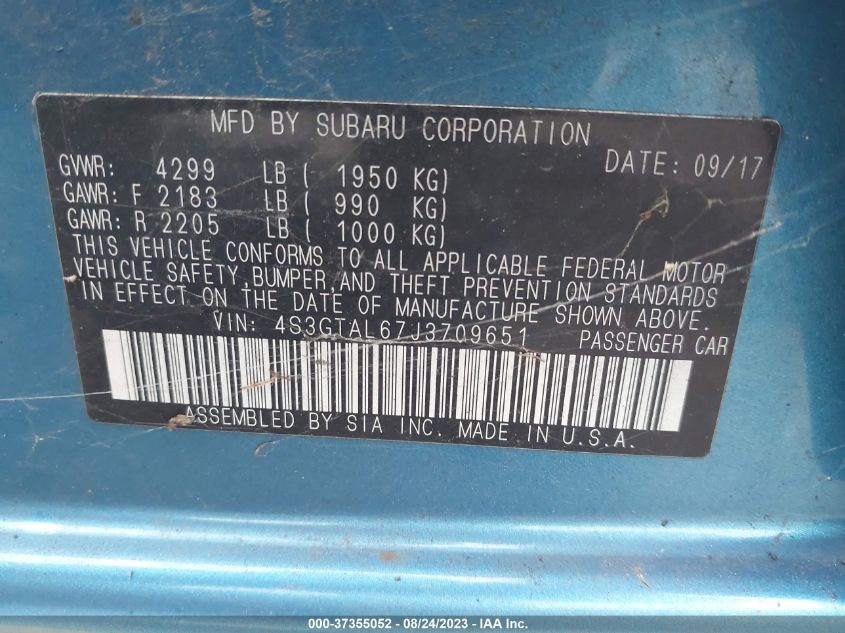 MFD BY SUBARU CORPORATION
DATE: 09/17
GVWR: 4299 LB ( 1950 KG)
GAWR: F 2183 LB ( 990 KG)
GAWR: R 2205 LB ( 1000 KG)
THIS VEHICLE CONFORMS TO ALL APPLICABLE FEDERAL MOTOR
VEHICLE SAFETY,BUMPER,AND THEFT PREVENTION STANDARDS
IN EFFECT ON THE DATE OF MANUFACTURE SHOWN ABOVE.
VIN: 4S3GTAL67J3709651 PASSENGER CAR
ASSEMBLED BY SIA INC. MADE IN U.S.A.
000-37355052 - 08/24/2023 - IAA Inc.